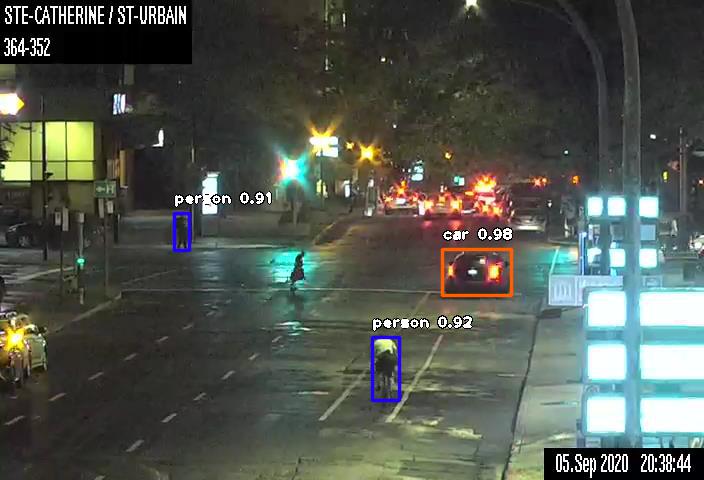 STE-CATHERINE / ST-URBAIN
364-352
person 0.91
car 0.98
person 0.92
05.Sep 2020 20:38:44